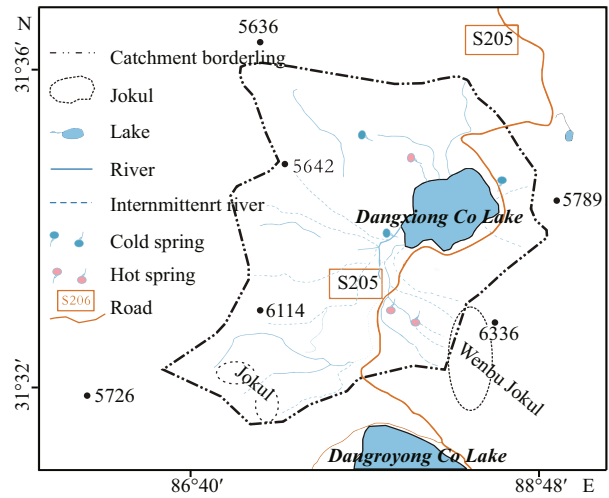 N
5636
S205
31°36′
Catchment borderling
Jokul
Lake
River
Internmittenrt river
Cold spring
Hot spring
S206
Road
5642
5789
Dangxiong Co Lake
S205
6114
6336
Jokul
Wenbu Jokul
31°32′
5726
Dangroyong Co Lake
86°40′
88°48′
E